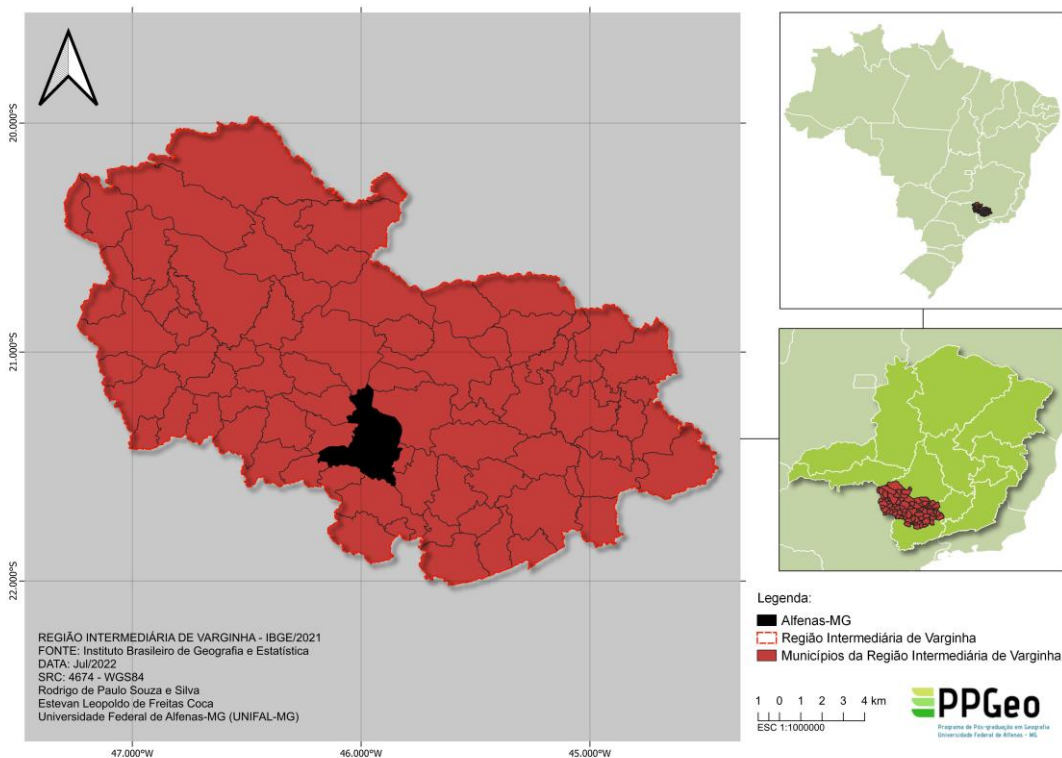 20.000°S
21.000°S
22.000°S
REGIÃO INTERMEDIÁRIA DE VARGINHA - IBGE/2021
FONTE: Instituto Brasileiro de Geografia e Estatística
DATA: Jul/2022
SRC: 4674 - WGS84
Rodrigo de Paulo Souza e Silva
Estevan Leopoldo de Freitas Coca
Universidade Federal de Alfenas-MG (UNIFAL-MG)
47.000°W
46.000°W
45.000°W
Legenda:
Alfenas-MG
Região Intermediária de Varginha
Municípios da Região Intermediária de Varginha
1 0 1 2 3 4 km
ESC 1:1000000
PPGeo
Programa de Pós-graduação em Geografia
Universidade Federal de Alfenas - MG